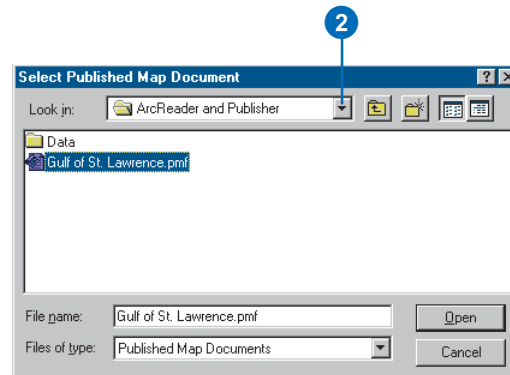 2
Select Published Map Document
Look in: ArcReader and Publisher
Data
Gulf of St. Lawrence.pmf
File name: Gulf of St. Lawrence.pmf Open
Files of type: Published Map Documents Cancel